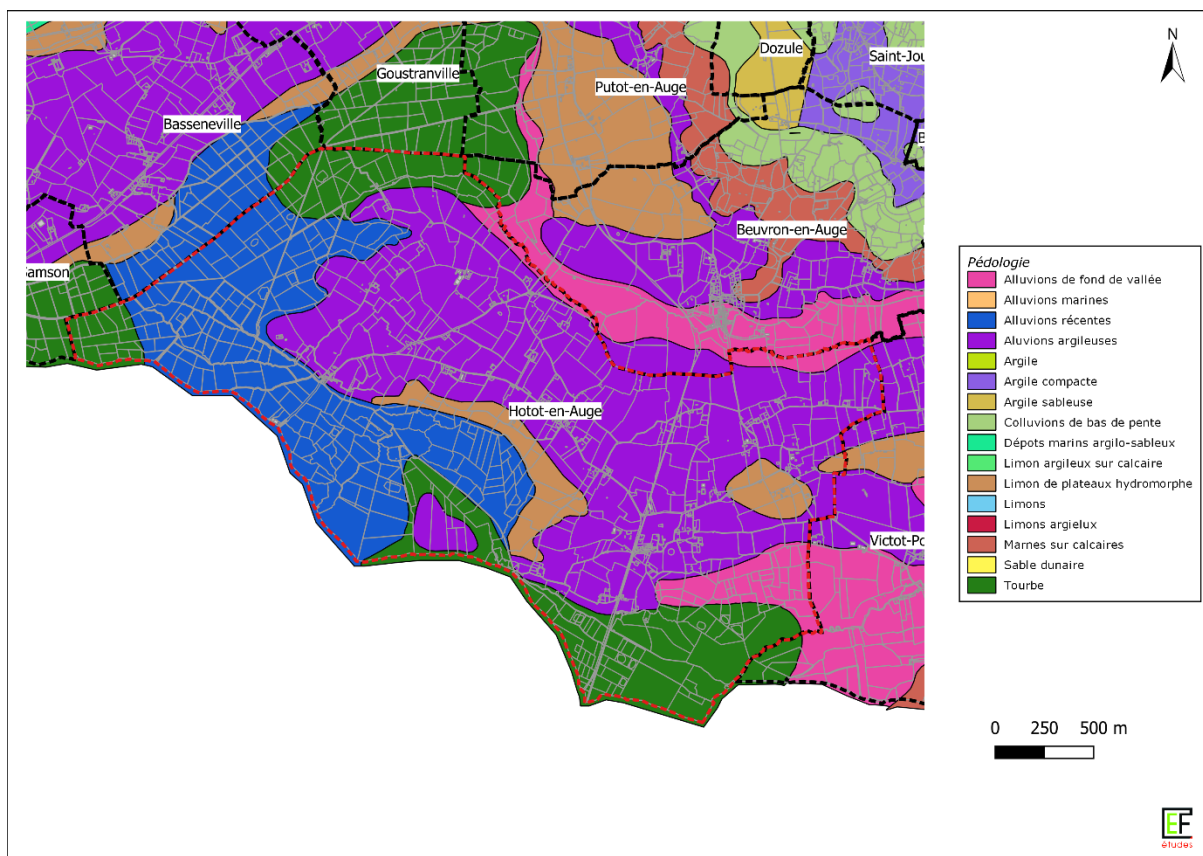 Dozule
Saint-Jou
Goustranville
Putot-en-Auge
Basseneville
B
Beuvron-en-Auge
Samson
Hotot-en-Auge
Victot-Po
N
Pédologie
Alluvions de fond de vallée
Alluvions marines
Alluvions récentes
Aluvions argileuses
Argile
Argile compacte
Argile sableuse
Colluvions de bas de pente
Dépots marins argilo-sableux
Limon argileux sur calcaire
Limon de plateaux hydromorphe
Limons
Limons argielux
Marnes sur calcaires
Sable dunaire
Tourbe
0 250 500 m
CEF
études